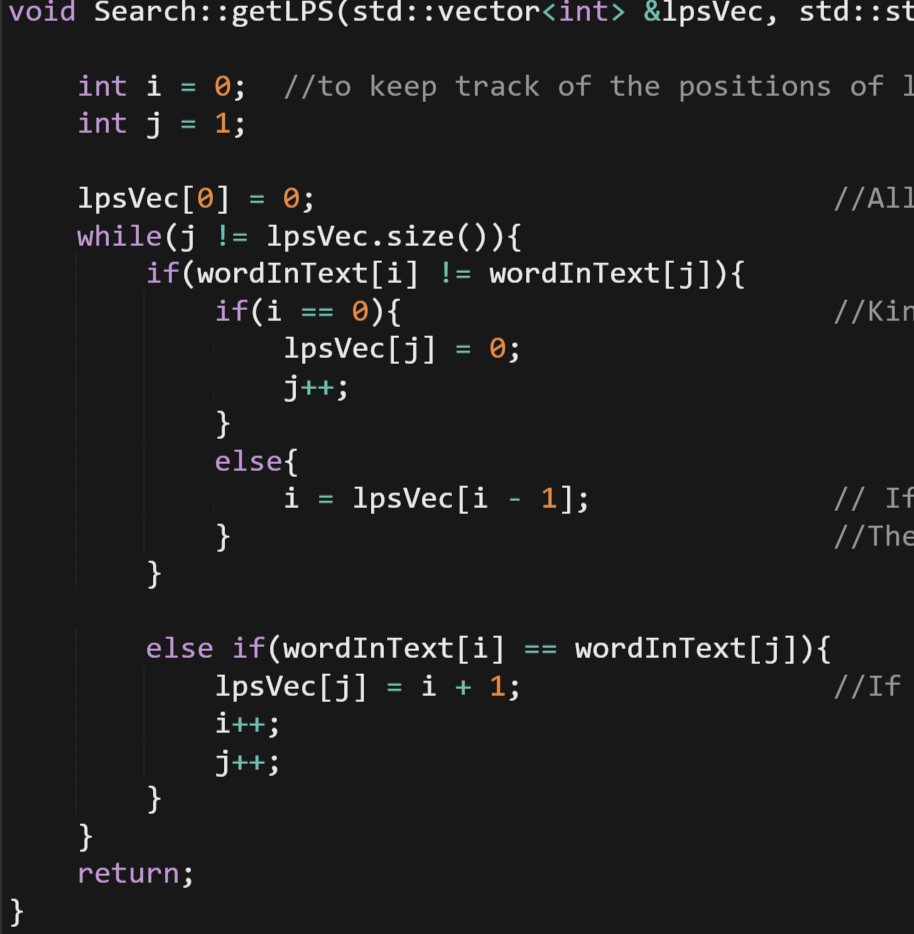 void Search::getLPS(std::vector<int> &lpsVec, std::st
int i = 0;  //to keep track of the positions of l
int j = 1;
lpsVec[0] = 0; //All
while(j != lpsVec.size()){
if(wordInText[i] != wordInText[j]){
if(i == 0){ //Kin
lpsVec[j] = 0;
j++;
}
else{
i = lpsVec[i - 1]; // If
} //The
}
else if(wordInText[i] == wordInText[j]){
lpsVec[j] = i + 1; //If
i++;
j++;
}
}
return;
}